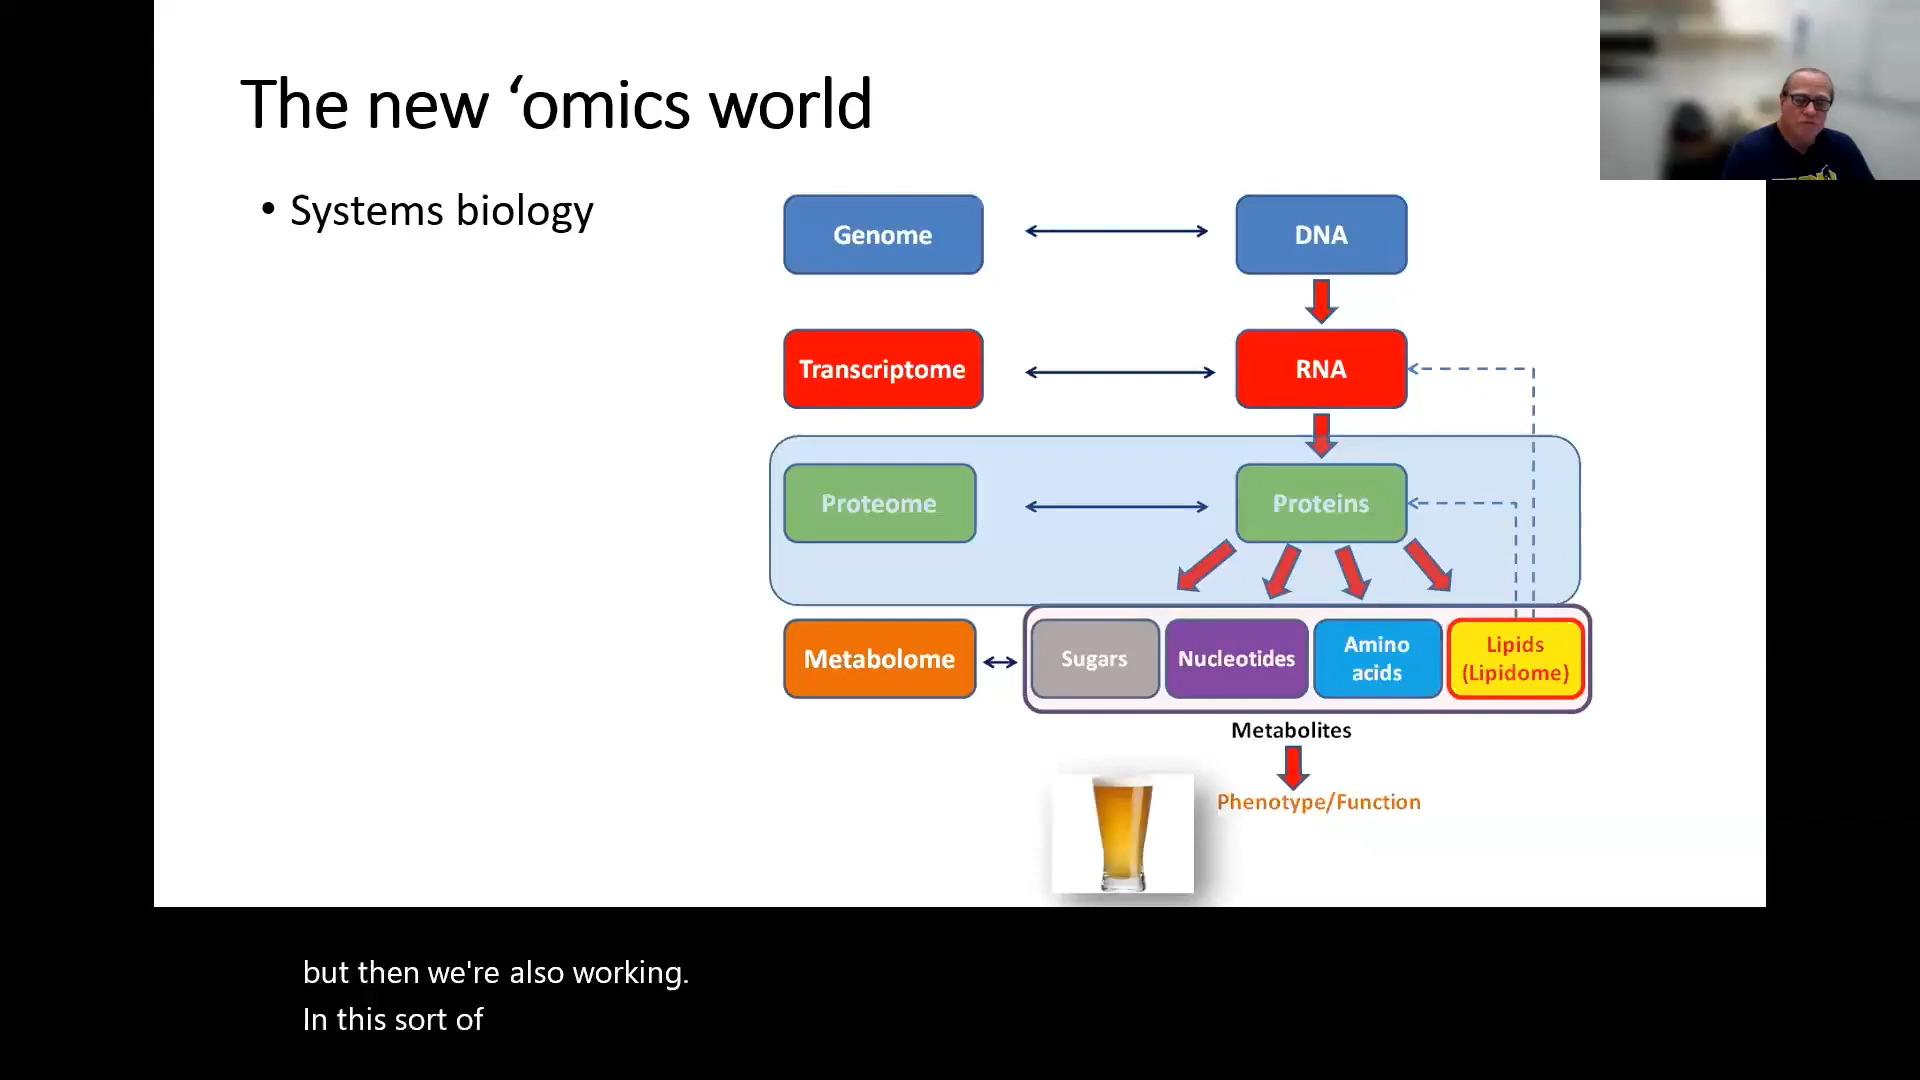 The new ‘omics world
• Systems biology
Genome
DNA
Transcriptome
RNA
Proteome
Proteins
Metabolome
Sugars
Nucleotides
Amino
acids
Lipids
(Lipidome)
Metabolites
Phenotype/Function
but then we're also working.
In this sort of